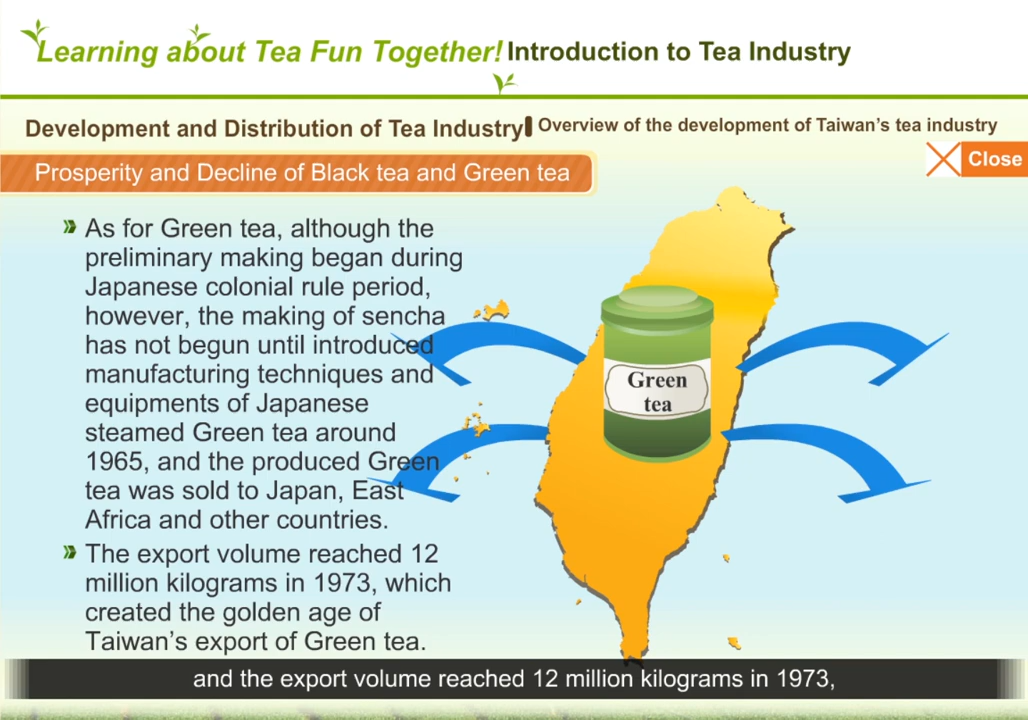 Learning about Tea Fun Together! Introduction to Tea Industry
Development and Distribution of Tea Industry Overview of the development of Taiwan's tea industry
Close
Prosperity and Decline of Black tea and Green tea
As for Green tea, although the
preliminary making began during
Japanese colonial rule period,
however, the making of sencha
has not begun until introduced
manufacturing techniques and
equipments of Japanese
steamed Green tea around
1965, and the produced Green
tea was sold to Japan, East
Africa and other countries.
The export volume reached 12
million kilograms in 1973, which
created the golden age of
Taiwan's export of Green tea.
Green
tea
and the export volume reached 12 million kilograms in 1973,